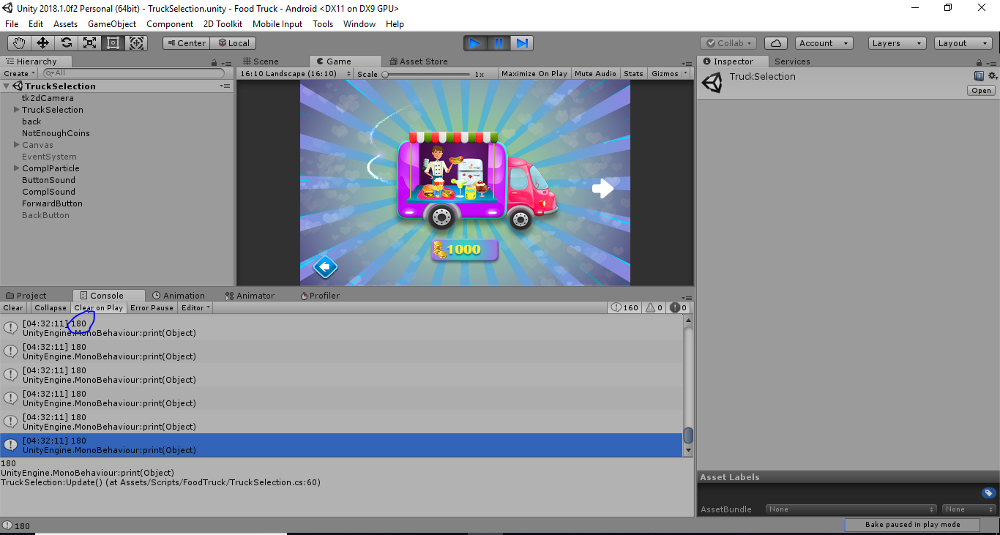 Unity 2018.1.0f2 Personal (64bit) - TruckSelection.unity - Food Truck - Android <DX11 on DX9 GPU>
File Edit Assets GameObject Component 2D Toolkit Mobile Input Tools Window Help
Center Local Collab Account Layers Layout
Hierarchy Scene Game Asset Store Inspector Services
Create All 16:10 Landscape (16:10) Scale 1x Maximize On Play Mute Audio Stats Gizmos TruckSelection
Open
TruckSelection
tk2dCamera
TruckSelection
back
NotEnoughCoins
Canvas
EventSystem
ComplParticle
ButtonSound
ComplSound
ForwardButton
BackButton
1000
Project Console Animation Animator Profiler
Clear Collapse Clear on Play Error Pause Editor 160 0 0
[04:32:11] 180
UnityEngine.MonoBehaviour:print(Object)
[04:32:11] 180
UnityEngine.MonoBehaviour:print(Object)
[04:32:11] 180
UnityEngine.MonoBehaviour:print(Object)
[04:32:11] 180
UnityEngine.MonoBehaviour:print(Object)
[04:32:11] 180
UnityEngine.MonoBehaviour:print(Object)
[04:32:11] 180
UnityEngine.MonoBehaviour:print(Object)
180
UnityEngine.MonoBehaviour:print(Object)
TruckSelection:Update() (at Assets/Scripts/FoodTruck/TruckSelection.cs:60)
Asset Labels
AssetBundle None None
180 Bake paused in play mode